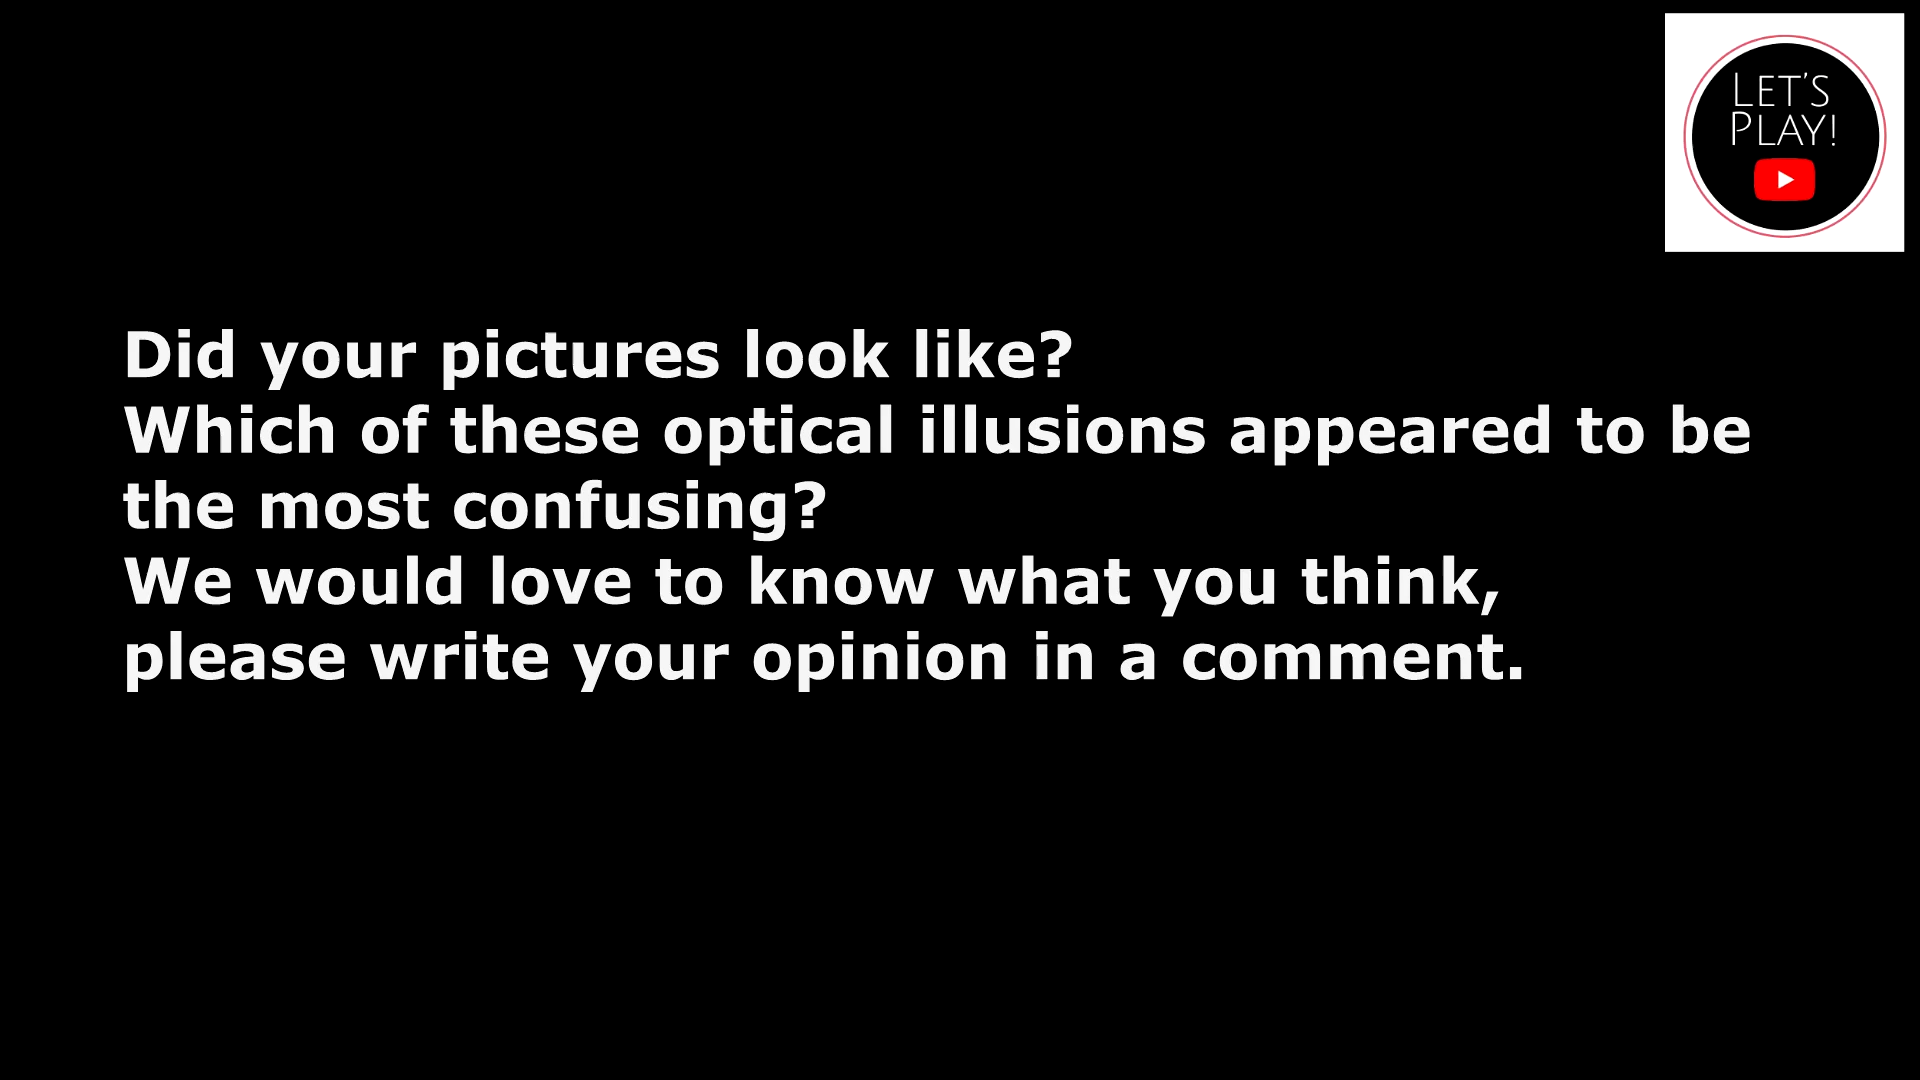 LET'S
PLAY!
Did your pictures look like?
Which of these optical illusions appeared to be
the most confusing?
We would love to know what you think,
please write your opinion in a comment.